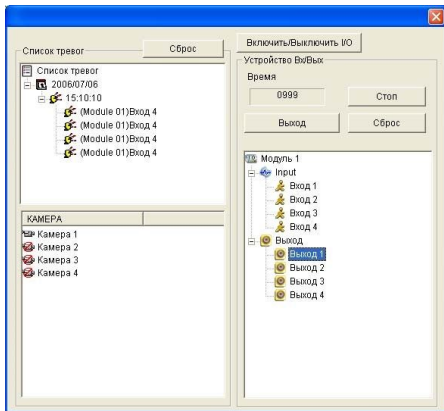 Список тревог
Сброс
Список тревог
2006/07/06
15:10:10
(Module 01)Вход 4
(Module 01)Вход 4
(Module 01)Вход 4
(Module 01)Вход 4
КАМЕРА
Камера 1
Камера 2
Камера 3
Камера 4
Включить/Выключить I/O
Устройство Вх/Вых
Время
0999
Стоп
Выход
Сброс
Модуль 1
Input
Вход 1
Вход 2
Вход 3
Вход 4
Выход
Выход 1
Выход 2
Выход 3
Выход 4